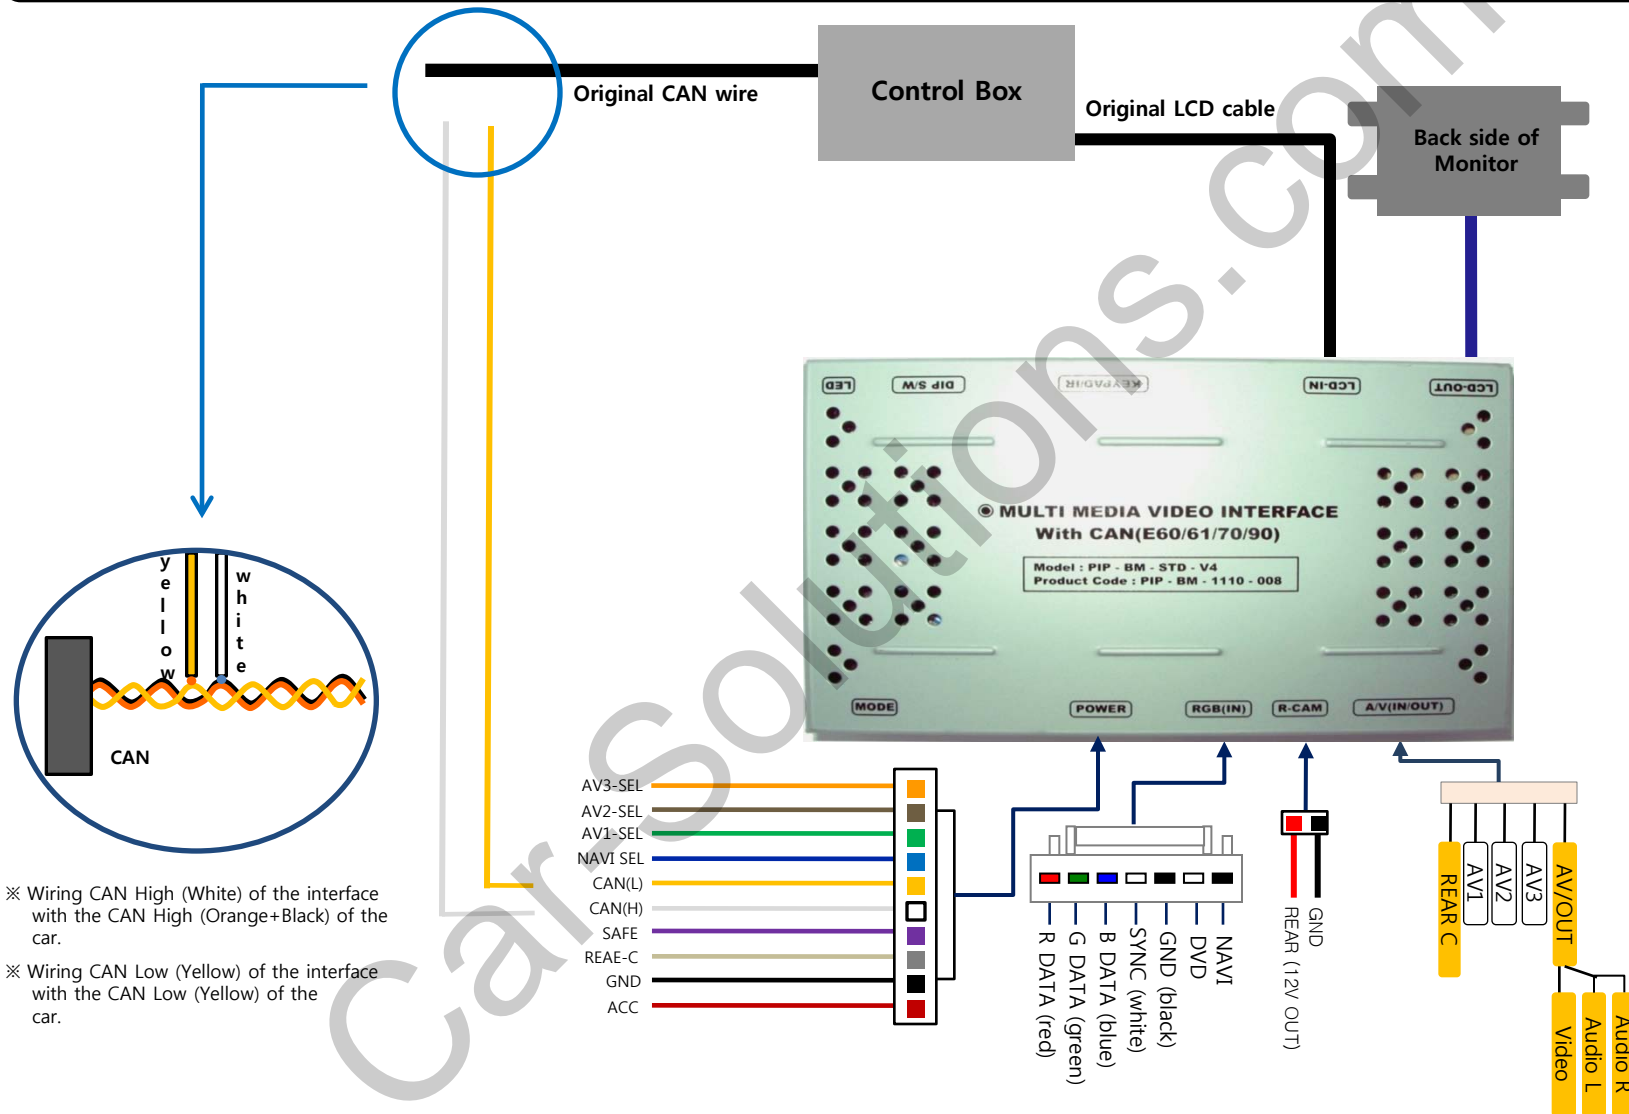 Original CAN wire
Control Box
Original LCD cable
Back side of
Monitor
LED
DIP S/W
KEYPAD/IR
LCD-IN
LCD-OUT
MULTI MEDIA VIDEO INTERFACE
With CAN(E60/61/70/90)
Model : PIP - BM - STD - V4
Product Code : PIP - BM - 1110 - 008
MODE
POWER
RGB(IN)
R-CAM
A/V(IN/OUT)
yellow
white
CAN
※ Wiring CAN High (White) of the interface
with the CAN High (Orange+Black) of the
car.
※ Wiring CAN Low (Yellow) of the interface
with the CAN Low (Yellow) of the
car.
AV3-SEL
AV2-SEL
AV1-SEL
NAVI SEL
CAN(L)
CAN(H)
SAFE
REAE-C
GND
ACC
R DATA (red)
G DATA (green)
B DATA (blue)
SYNC (white)
GND (black)
DVD
NAVI
REAR (12V OUT)
GND
REAR C
AV1
AV2
AV3
AV/OUT
Video
Audio L
Audio R
Car-Solutions.com